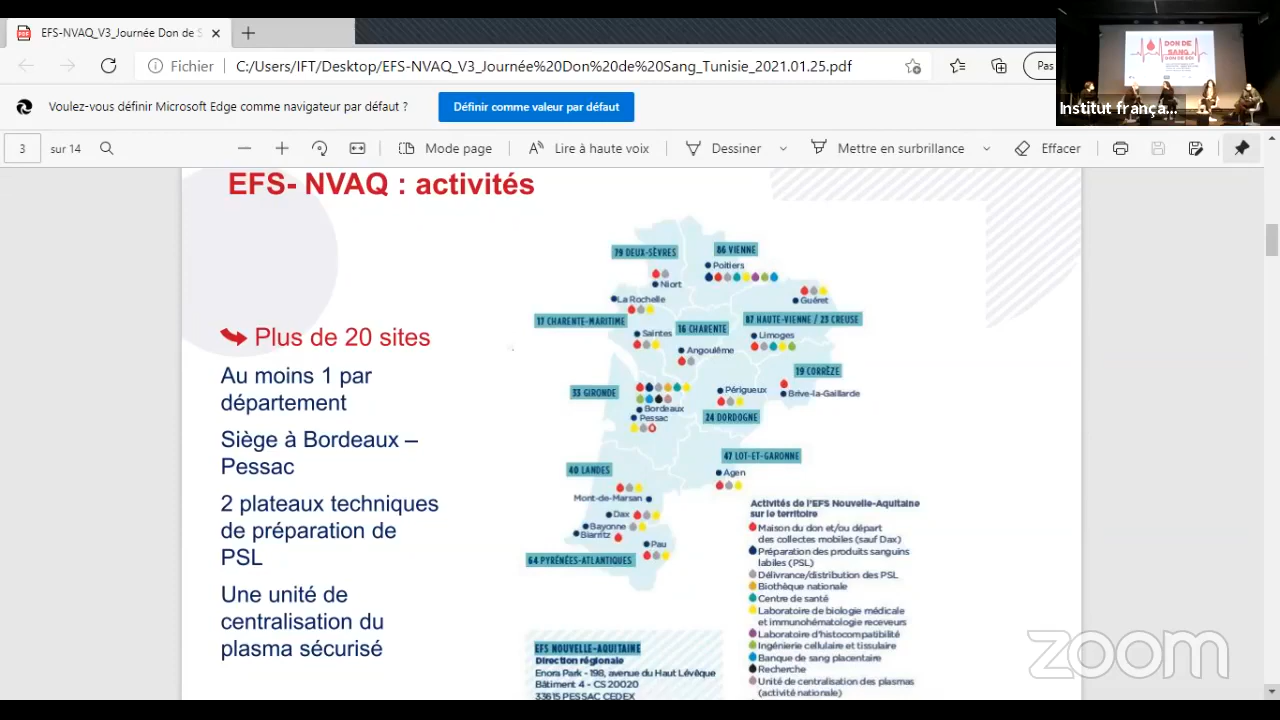 EFS-NVAQ_V3_Journée Don de S
Fichier
C:/Users/IFT/Desktop/EFS-NVAQ_V3_Journée%20Don%20de%20Sang_Tunisie_2021.01.25.pdf
Pas
Voulez-vous définir Microsoft Edge comme navigateur par défaut ?
Définir comme valeur par défaut
DON DE
SANG
Institut frança...
3 sur 14
Mode page
Lire à haute voix
Dessiner
Mettre en surbrillance
Effacer
EFS- NVAQ : activités
Plus de 20 sites
Au moins 1 par
département
Siège à Bordeaux –
Pessac
2 plateaux techniques
de préparation de
PSL
Une unité de
centralisation du
plasma sécurisé
79 DEUX-SÈVRES
86 VIENNE
Poitiers
Niort
La Rochelle
Guéret
17 CHARENTE-MARITIME
16 CHARENTE
87 HAUTE-VIENNE / 23 CREUSE
Saintes
Limoges
Angoulême
19 CORRÈZE
33 GIRONDE
Périgueux
Brive-la-Gaillarde
Bordeaux
Pessac
24 DORDOGNE
47 LOT-ET-GARONNE
40 LANDES
Agen
Mont-de-Marsan
Dax
Bayonne
Biarritz
Pau
64 PYRÉNÉES-ATLANTIQUES
Activités de l'EFS Nouvelle-Aquitaine
sur le territoire
Maison du don et/ou départ
des collectes mobiles (sauf Dax)
Préparation des produits sanguins
labiles (PSL)
Délivrance/distribution des PSL
Biothèque nationale
Centre de santé
Laboratoire de biologie médicale
et immunohématologie receveurs
Laboratoire d'histocompatibilité
Ingénierie cellulaire et tissulaire
Banque de sang placentaire
Recherche
Unité de centralisation des plasmas
(activité nationale)
EFS NOUVELLE-AQUITAINE
Direction régionale
Enora Park - 198, avenue du Haut Lévêque
Bâtiment 4 - CS 20020
33615 PESSAC CEDEX
zoom